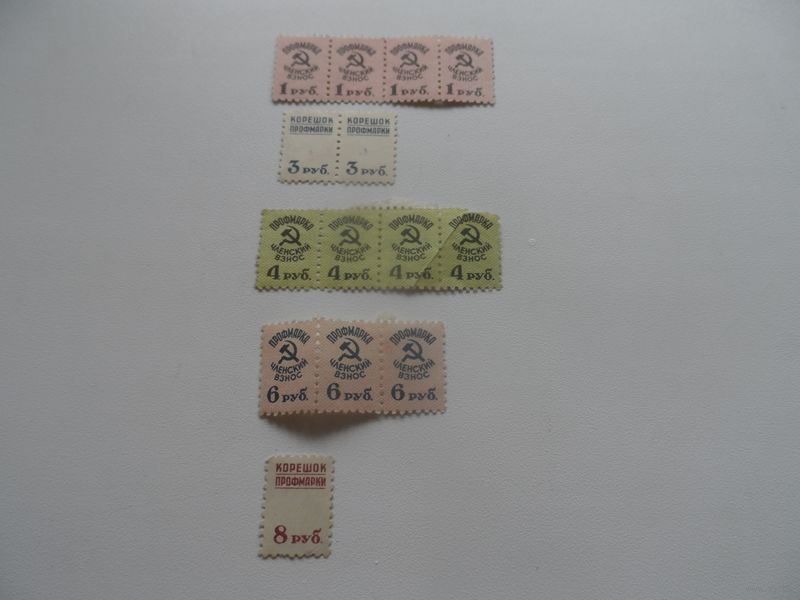 ПРОФМАРКА ПРОФМАРКА ПРОФМАРКА ПРОФМАРКА
ЧЛЕНСКИЙ ЧЛЕНСКИЙ ЧЛЕНСКИЙ ЧЛЕНСКИЙ
ВЗНОС ВЗНОС ВЗНОС ВЗНОС
1 руб. 1 руб. 1 руб. 1 руб.
КОРЕШОК КОРЕШОК
ПРОФМАРКИ ПРОФМАРКИ
3 руб. 3 руб.
ПРОФМАРКА ПРОФМАРКА ПРОФМАРКА ПРОФМАРКА
ЧЛЕНСКИЙ ЧЛЕНСКИЙ ЧЛЕНСКИЙ ЧЛЕНСКИЙ
ВЗНОС ВЗНОС ВЗНОС ВЗНОС
4 руб. 4 руб. 4 руб. 4 руб.
ПРОФМАРКА ПРОФМАРКА ПРОФМАРКА
ЧЛЕНСКИЙ ЧЛЕНСКИЙ ЧЛЕНСКИЙ
ВЗНОС ВЗНОС ВЗНОС
6 руб. 6 руб. 6 руб.
КОРЕШОК
ПРОФМАРКИ
8 руб.